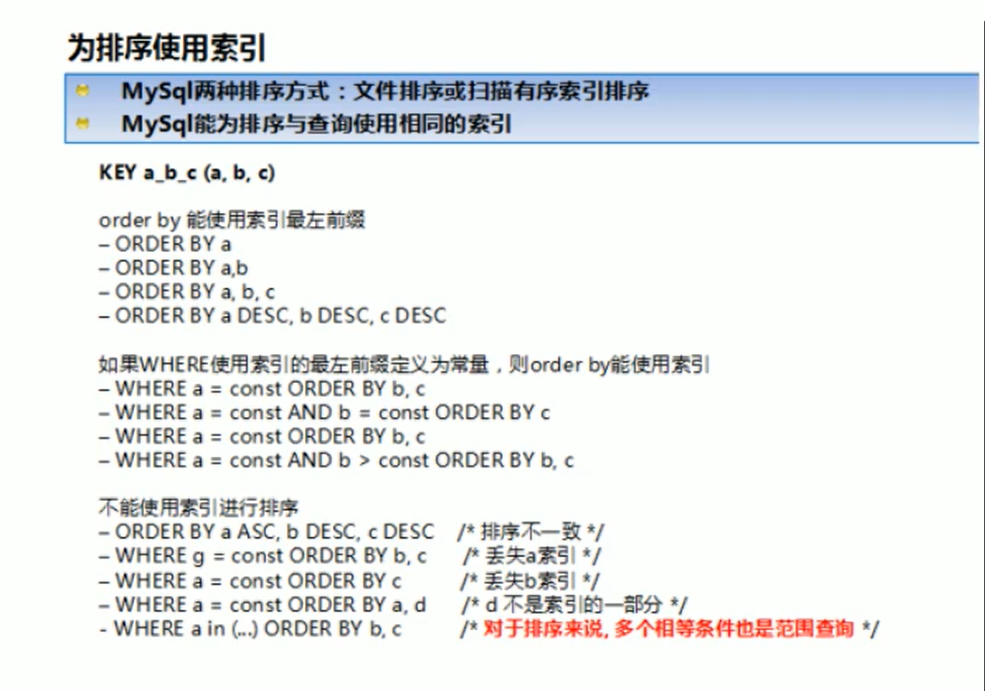 为排序使用索引
MySql两种排序方式：文件排序或扫描有序索引排序
MySql能为排序与查询使用相同的索引
KEY a_b_c (a, b, c)
order by 能使用索引最左前缀
– ORDER BY a
– ORDER BY a,b
– ORDER BY a, b, c
– ORDER BY a DESC, b DESC, c DESC
如果WHERE使用索引的最左前缀定义为常量，则order by能使用索引
– WHERE a = const ORDER BY b, c
– WHERE a = const AND b = const ORDER BY c
– WHERE a = const ORDER BY b, c
– WHERE a = const AND b > const ORDER BY b, c
不能使用索引进行排序
– ORDER BY a ASC, b DESC, c DESC /* 排序不一致 */
– WHERE g = const ORDER BY b, c /* 丢失a索引 */
– WHERE a = const ORDER BY c /* 丢失b索引 */
– WHERE a = const ORDER BY a, d /* d 不是索引的一部分 */
- WHERE a in (...) ORDER BY b, c /* 对于排序来说, 多个相等条件也是范围查询 */